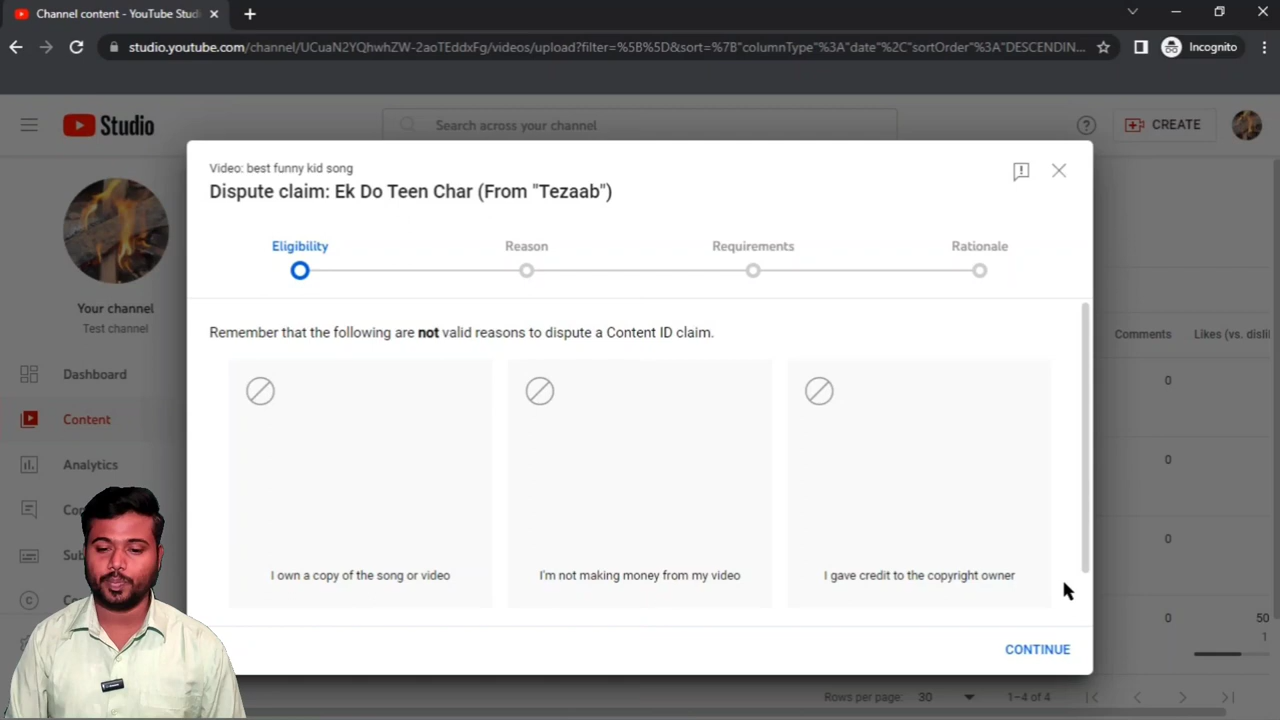 Channel content - YouTube Stud
studio.youtube.com/channel/UCuaN2YQhwhZW-2aoTEddxFg/videos/upload?filter=%5B%5D&sort=%7B"columnType"%3A"date"%2C"sortOrder"%3A"DESCENDIN...
Incognito
Studio
Search across your channel
CREATE
Video: best funny kid song
Dispute claim: Ek Do Teen Char (From "Tezaab")
Eligibility
Reason
Requirements
Rationale
Your channel
Test channel
Remember that the following are not valid reasons to dispute a Content ID claim.
Comments
Likes (vs. disli
Dashboard
0
Content
Analytics
0
Co
0
Sub
I own a copy of the song or video
I'm not making money from my video
I gave credit to the copyright owner
0
50
1
CONTINUE
Rows per page:
30
1–4 of 4